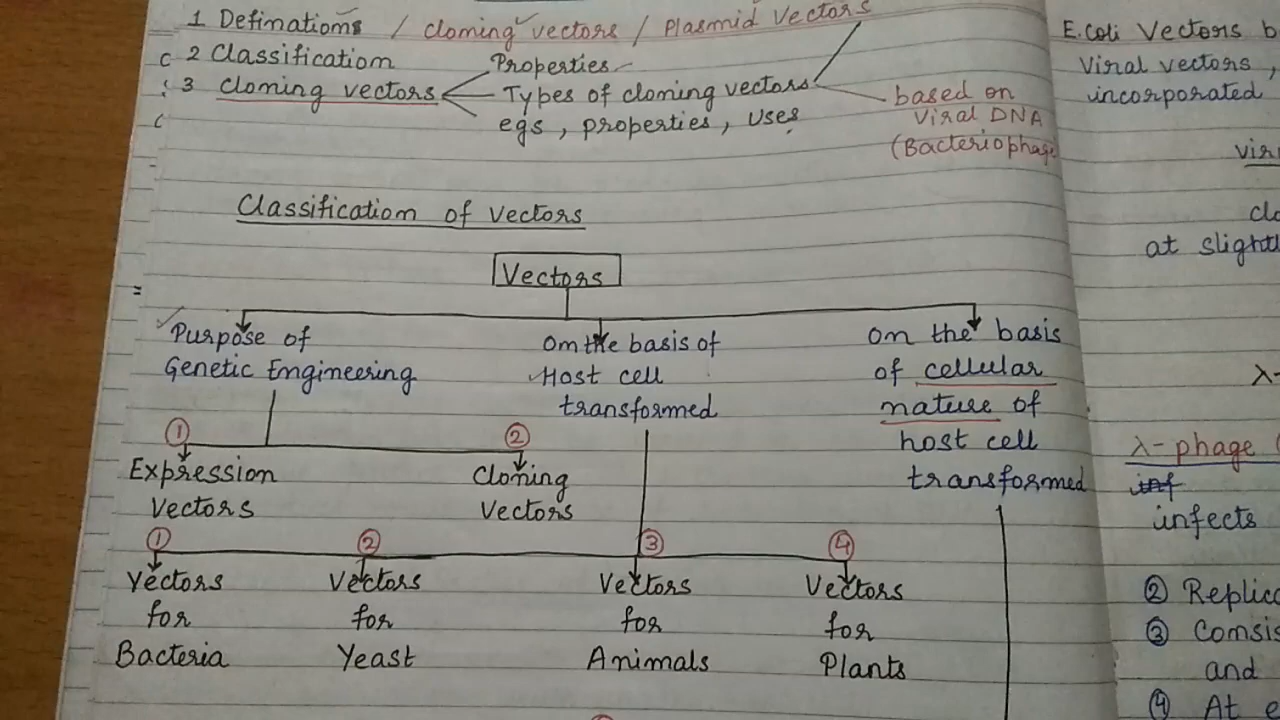 1 Definations / cloning vectors / Plasmid Vectors
2 Classification
3 Cloning vectors
Properties
Types of cloning vectors
egs, properties, uses
based on
Viral DNA
(Bacteriophage
Classification of vectors
Vectors
Purpose of
Genetic Engineering
On the basis of
Host cell
transformed
On the basis
of cellular
nature of
host cell
transformed
1
Expression
Vectors
2
Cloning
Vectors
1
Vectors
for
Bacteria
2
Vectors
for
Yeast
3
Vectors
for
Animals
4
Vectors
for
Plants
E.coli Vectors b
Viral vectors,
incorporated
at
λ-
λ-phage
inf
infects
2 Replic
3 Consis
and
4 At